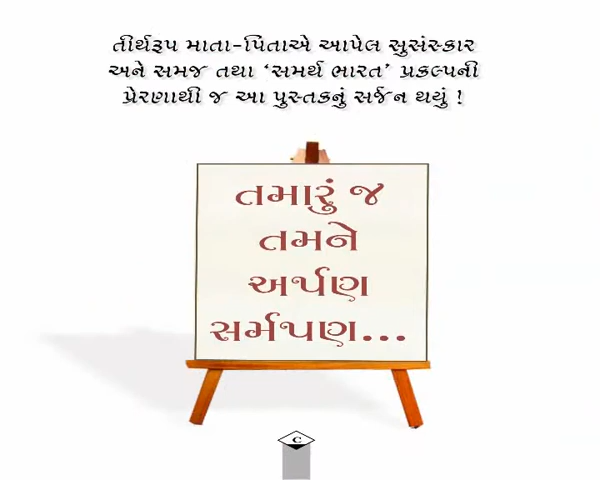 તીર્થરૂપ માતા-પિતાએ આપેલ સુસંસ્કાર
અને સમજ તથા ‘સમર્થ ભારત’ પ્રકલ્પની
પ્રેરણાથી જ આ પુસ્તકનું સર્જન થયું !
તમારું જ
તમને
અર્પણ
સર્મપણ...
C